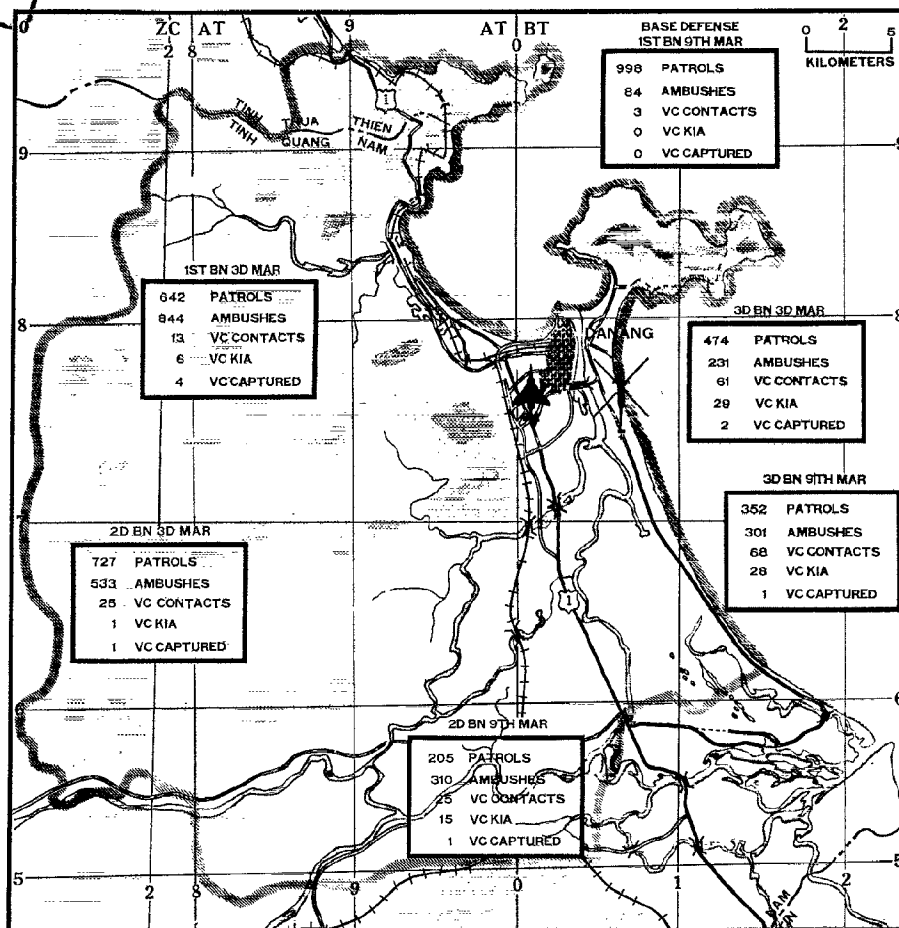 0 ZC AT 9 AT BT
2 8 0
BASE DEFENSE
1ST BN 9TH MAR
998 PATROLS
84 AMBUSHES
3 VC CONTACTS
0 VC KIA
0 VC CAPTURED
0 2 5
KILOMETERS
1
TINH THUA THIEN
TINH QUANG NAM
9 9
1ST BN 3D MAR
642 PATROLS
844 AMBUSHES
13 VC CONTACTS
6 VC KIA
4 VC CAPTURED
8 8
DANANG
3D BN 3D MAR
474 PATROLS
231 AMBUSHES
61 VC CONTACTS
29 VC KIA
2 VC CAPTURED
3D BN 9TH MAR
352 PATROLS
301 AMBUSHES
68 VC CONTACTS
28 VC KIA
1 VC CAPTURED
7
2D BN 3D MAR
727 PATROLS
533 AMBUSHES
25 VC CONTACTS
1 VC KIA
1 VC CAPTURED
1
6 6
2D BN 9TH MAR
205 PATROLS
310 AMBUSHES
25 VC CONTACTS
15 VC KIA
1 VC CAPTURED
5 2 8 9 0 1 2 5
NAM